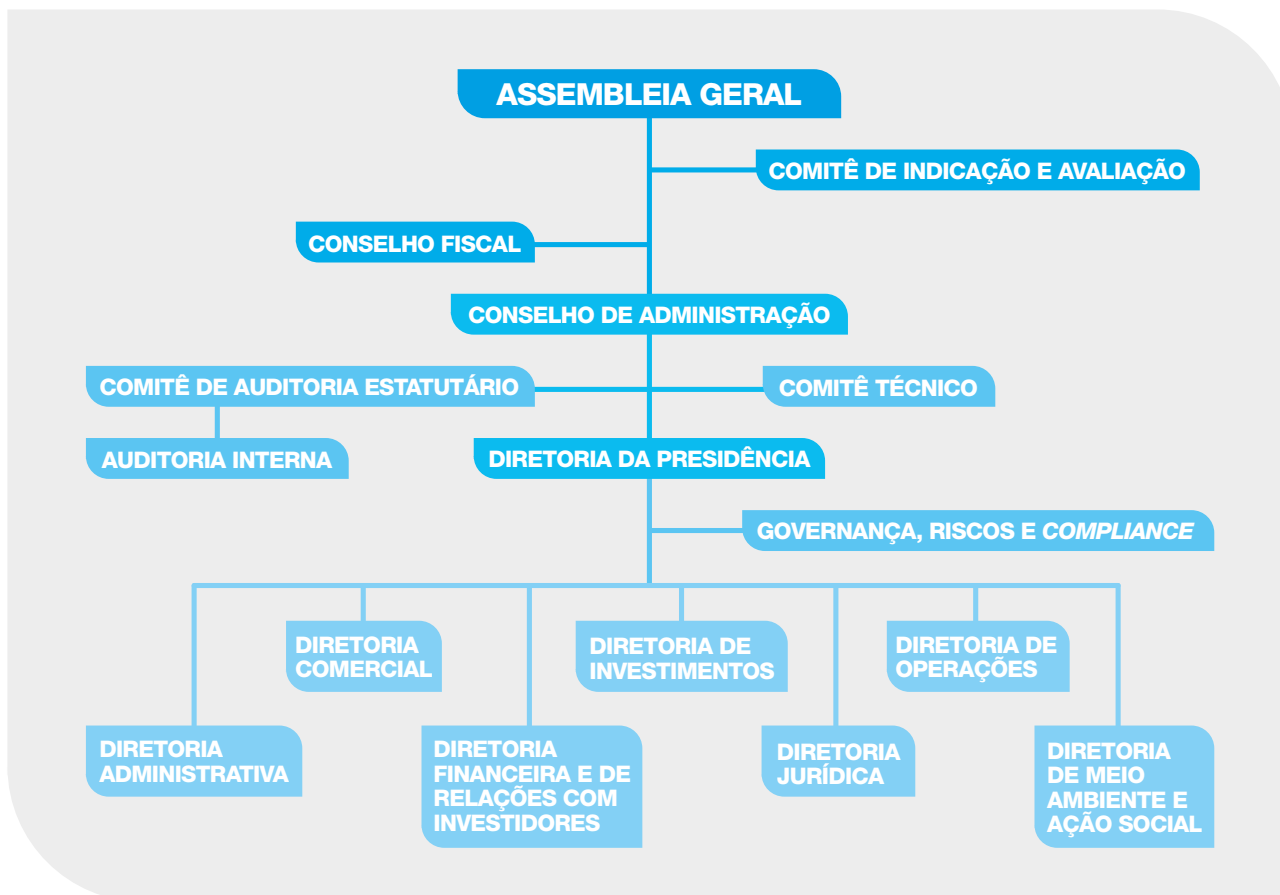 ASSEMBLEIA GERAL
COMITÊ DE INDICAÇÃO E AVALIAÇÃO
CONSELHO FISCAL
CONSELHO DE ADMINISTRAÇÃO
COMITÊ DE AUDITORIA ESTATUTÁRIO
COMITÊ TÉCNICO
AUDITORIA INTERNA
DIRETORIA DA PRESIDÊNCIA
GOVERNANÇA, RISCOS E COMPLIANCE
DIRETORIA
COMERCIAL
DIRETORIA DE
INVESTIMENTOS
DIRETORIA DE
OPERAÇÕES
DIRETORIA
ADMINISTRATIVA
DIRETORIA
FINANCEIRA E DE
RELAÇÕES COM
INVESTIDORES
DIRETORIA
JURÍDICA
DIRETORIA
DE MEIO
AMBIENTE E
AÇÃO SOCIAL